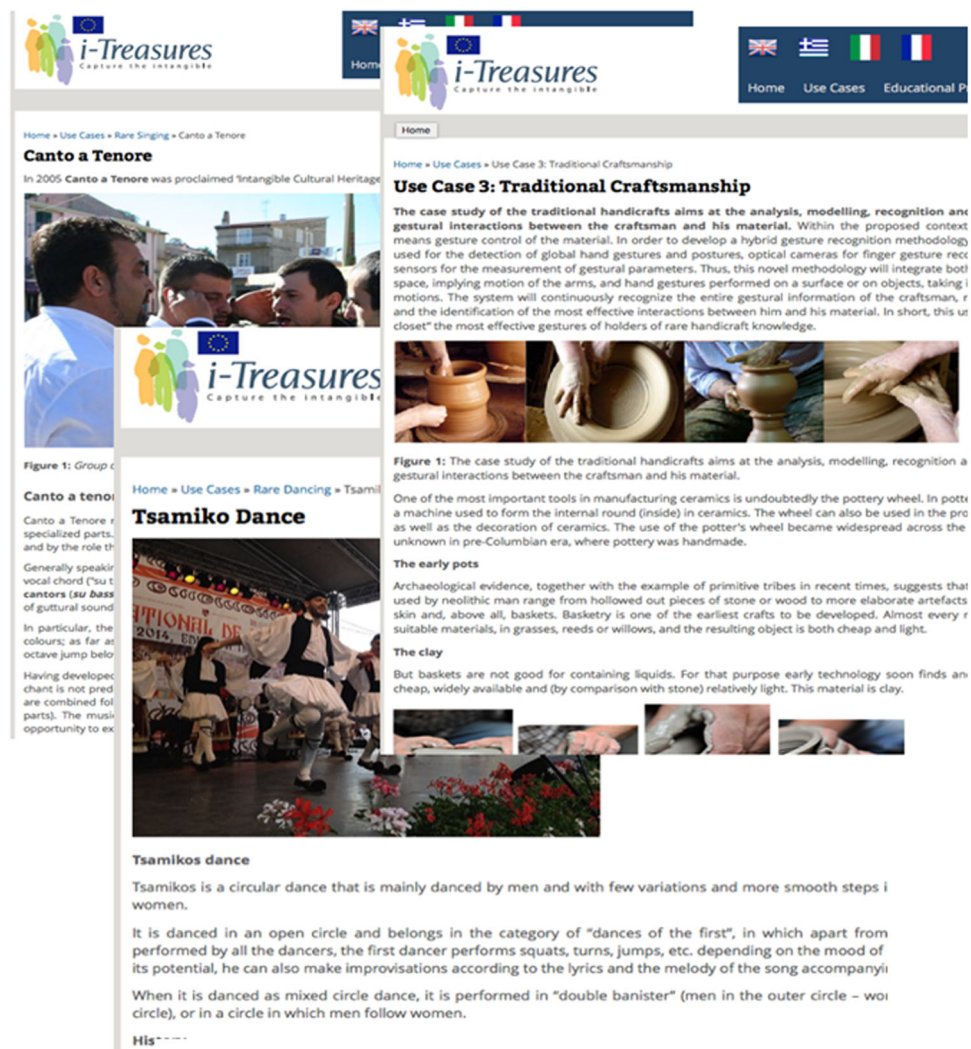 i-Treasures
Capture the intangible
Hom
Home » Use Cases » Rare Singing » Canto a Tenore
Canto a Tenore
In 2005 Canto a Tenore was proclaimed 'Intangible Cultural Heritage
Figure 1: Group
Canto a teno
Canto a Tenore
specialized parts.
and by the role th
Generally speakin
vocal chord ("su t
cantors (su bass
of guttural sound
In particular, the
colours; as far as
octave jump belo
Having developed
chant is not pred
are combined fol
parts). The musi
opportunity to ex
i-Treasures
Capture the intangible
Home Use Cases Educational P
Home
Home » Use Cases » Use Case 3: Traditional Craftsmanship
Use Case 3: Traditional Craftsmanship
The case study of the traditional handicrafts aims at the analysis, modelling, recognition and
gestural interactions between the craftsman and his material. Within the proposed context
means gesture control of the material. In order to develop a hybrid gesture recognition methodology
used for the detection of global hand gestures and postures, optical cameras for finger gesture reco
sensors for the measurement of gestural parameters. Thus, this novel methodology will integrate both
space, implying motion of the arms, and hand gestures performed on a surface or on objects, taking i
motions. The system will continuously recognize the entire gestural information of the craftsman, r
and the identification of the most effective interactions between him and his material. In short, this us
closet" the most effective gestures of holders of rare handicraft knowledge.
Figure 1: The case study of the traditional handicrafts aims at the analysis, modelling, recognition a
gestural interactions between the craftsman and his material.
One of the most important tools in manufacturing ceramics is undoubtedly the pottery wheel. In potte
a machine used to form the internal round (inside) in ceramics. The wheel can also be used in the pro
as well as the decoration of ceramics. The use of the potter's wheel became widespread across the
unknown in pre-Columbian era, where pottery was handmade.
The early pots
Archaeological evidence, together with the example of primitive tribes in recent times, suggests that
used by neolithic man range from hollowed out pieces of stone or wood to more elaborate artefacts
skin and, above all, baskets. Basketry is one of the earliest crafts to be developed. Almost every r
suitable materials, in grasses, reeds or willows, and the resulting object is both cheap and light.
The clay
But baskets are not good for containing liquids. For that purpose early technology soon finds an
cheap, widely available and (by comparison with stone) relatively light. This material is clay.
i-Treasures
Capture the intangible
Home » Use Cases » Rare Dancing » Tsami
Tsamiko Dance
ATIONAL DE
2014,
Tsamikos dance
Tsamikos is a circular dance that is mainly danced by men and with few variations and more smooth steps i
women.
It is danced in an open circle and belongs in the category of "dances of the first", in which apart from
performed by all the dancers, the first dancer performs squats, turns, jumps, etc. depending on the mood of
its potential, he can also make improvisations according to the lyrics and the melody of the song accompanyi
When it is danced as mixed circle dance, it is performed in "double banister" (men in the outer circle – wo
circle), or in a circle in which men follow women.
His